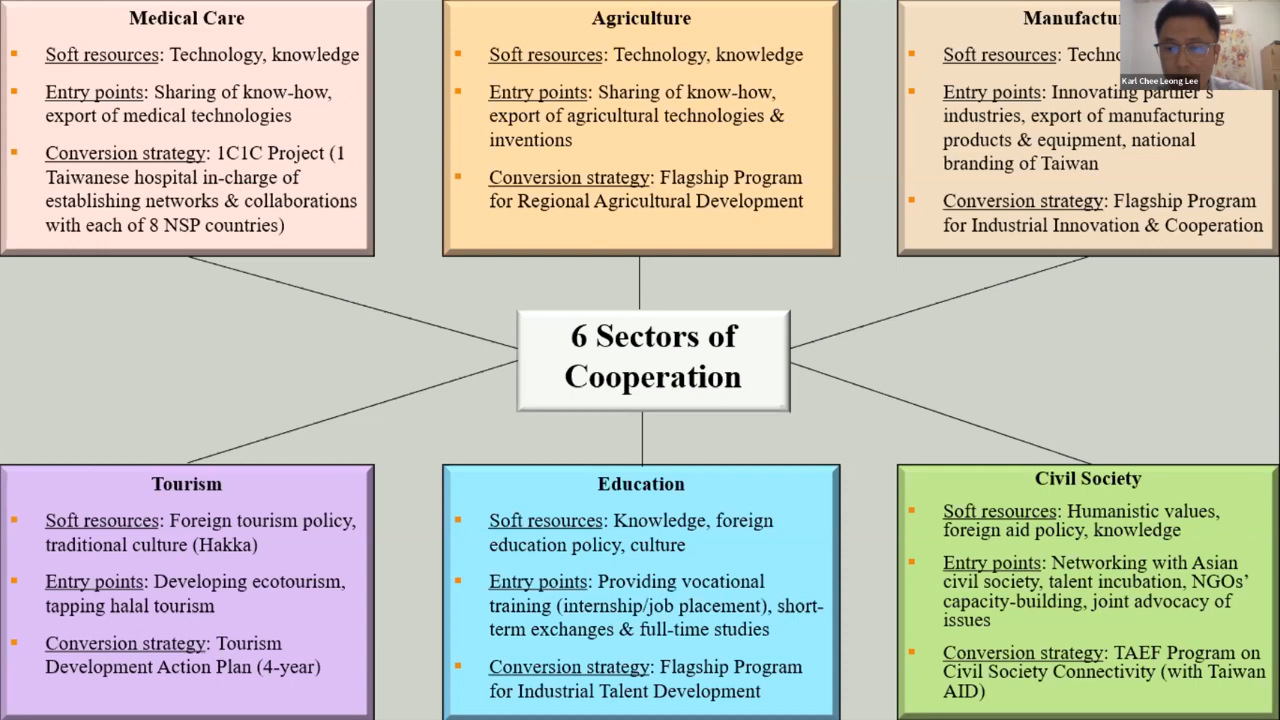 Medical Care
Soft resources: Technology, knowledge
Entry points: Sharing of know-how,
export of medical technologies
Conversion strategy: 1C1C Project (1
Taiwanese hospital in-charge of
establishing networks & collaborations
with each of 8 NSP countries)
Agriculture
Soft resources: Technology, knowledge
Entry points: Sharing of know-how,
export of agricultural technologies &
inventions
Conversion strategy: Flagship Program
for Regional Agricultural Development
Soft resources:
Karl Chee Leong Lee
Entry points: Innovating partner's
industries, export of manufacturing
products & equipment, national
branding of Taiwan
Conversion strategy: Flagship Program
for Industrial Innovation & Cooperation
6 Sectors of
Cooperation
Tourism
Soft resources: Foreign tourism policy,
traditional culture (Hakka)
Entry points: Developing ecotourism,
tapping halal tourism
Conversion strategy: Tourism
Development Action Plan (4-year)
Education
Soft resources: Knowledge, foreign
education policy, culture
Entry points: Providing vocational
training (internship/job placement), short-
term exchanges & full-time studies
Conversion strategy: Flagship Program
for Industrial Talent Development
Civil Society
Soft resources: Humanistic values,
foreign aid policy, knowledge
Entry points: Networking with Asian
civil society, talent incubation, NGOs’
capacity-building, joint advocacy of
issues
Conversion strategy: TAEF Program on
Civil Society Connectivity (with Taiwan
AID)